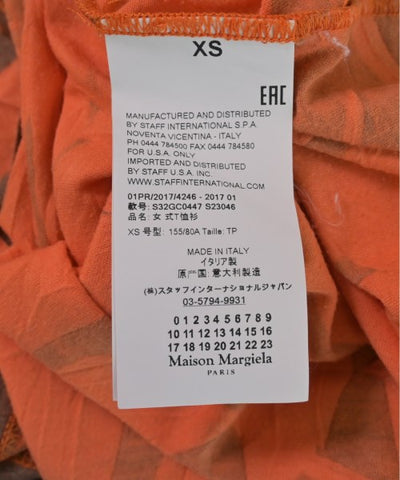 XS
EAC
MANUFACTURED AND DISTRIBUTED
BY STAFF INTERNATIONAL S.P.A.
NOVENTA VICENTINA - ITALY
PH 0444 784500 FAX 0444 784580
FOR U.S.A. ONLY
IMPORTED AND DISTRIBUTED
BY STAFF U.S.A. INC.
WWW.STAFFINTERNATIONAL.COM
01PR/2017/4246 - 2017 01
款号: S32GC0447 S23046
品名: 女 式T恤衫
XS 号型: 155/80A Taille: TP
MADE IN ITALY
イタリア製
原产国: 意大利製造
(株)スタッフインターナショナルジャパン
03-5794-9931
0 1 2 3 4 5 6 7 8 9
10 11 12 13 14 15 16
17 18 19 20 21 22 23
Maison Margiela
PARIS